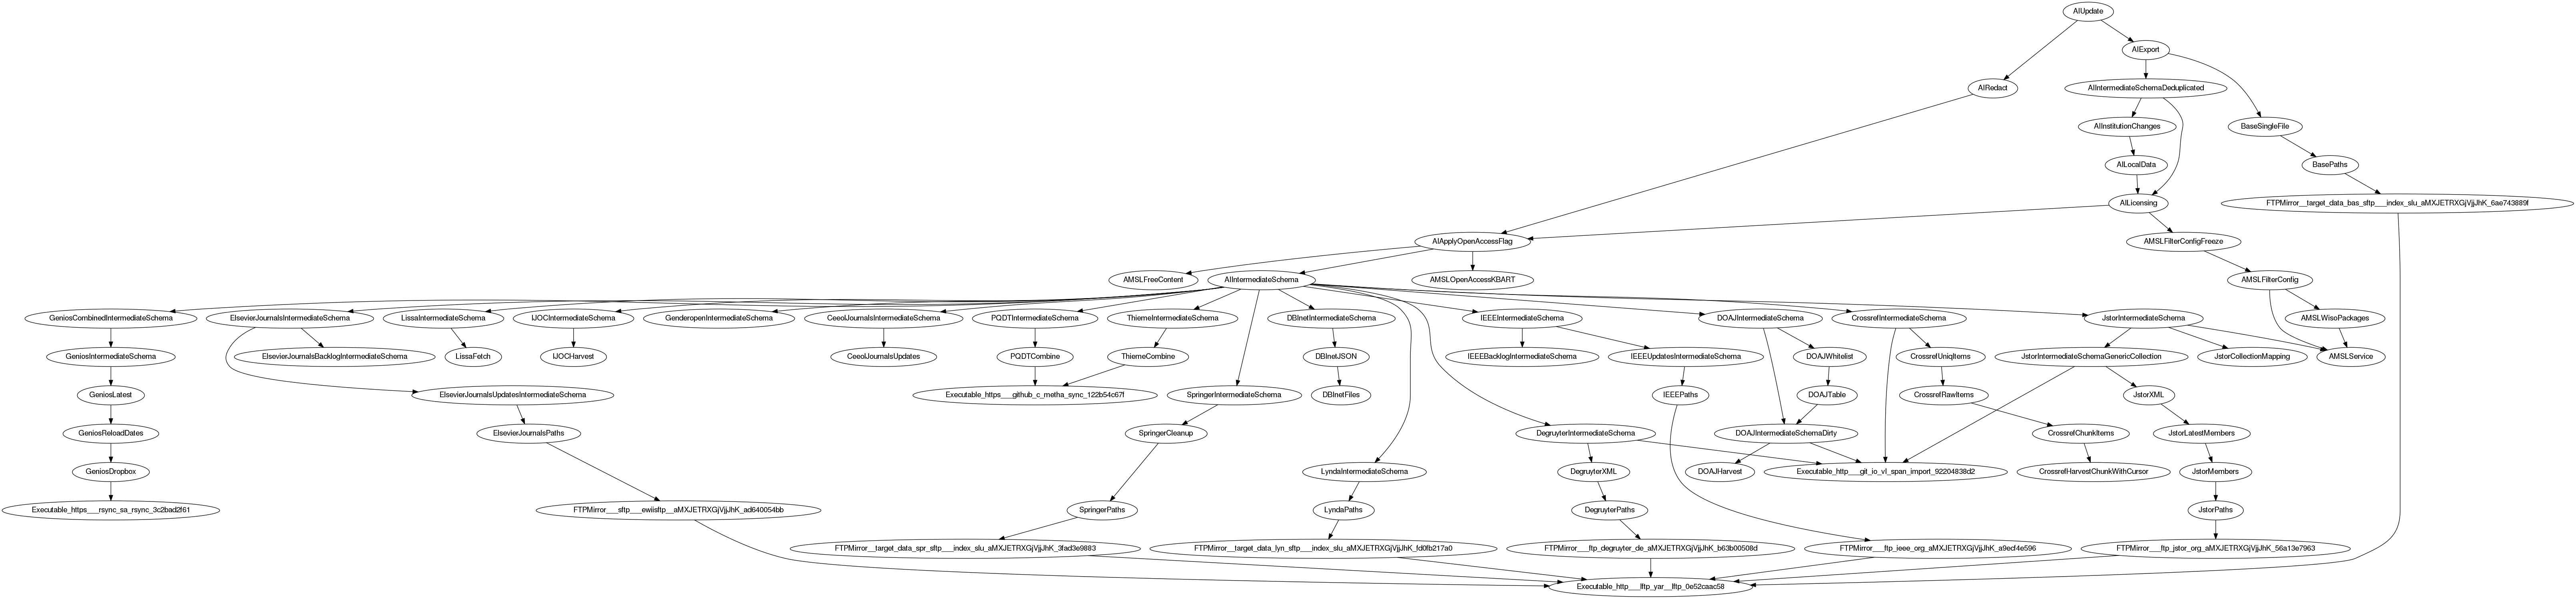 AIUpdate
AIExport
AIRedact
AIIntermediateSchemaDeduplicated
AIInstitutionChanges
BaseSingleFile
AILocalData
BasePaths
AILicensing
FTPMirror__target_data_bas_sftp___index_slu_aMXJETRXGjVjjJhK_6ae743889f
AIApplyOpenAccessFlag
AMSLFilterConfigFreeze
AMSLFreeContent
AIIntermediateSchema
AMSLOpenAccessKBART
AMSLFilterConfig
GeniosCombinedIntermediateSchema
ElsevierJournalsIntermediateSchema
LissaIntermediateSchema
IJOCIntermediateSchema
GenderopenIntermediateSchema
CeeolJournalsIntermediateSchema
PQDTIntermediateSchema
ThiemeIntermediateSchema
DBInetIntermediateSchema
IEEEIntermediateSchema
DOAJIntermediateSchema
CrossrefIntermediateSchema
JstorIntermediateSchema
AMSLWisoPackages
GeniosIntermediateSchema
ElsevierJournalsBacklogIntermediateSchema
LissaFetch
IJOCHarvest
CeeolJournalsUpdates
PQDTCombine
ThiemeCombine
DBInetJSON
IEEEBacklogIntermediateSchema
IEEEUpdatesIntermediateSchema
DOAJWhitelist
CrossrefUniqItems
JstorIntermediateSchemaGenericCollection
JstorCollectionMapping
AMSLService
GeniosLatest
ElsevierJournalsUpdatesIntermediateSchema
Executable_https___github_c_metha_sync_122b54c67f
SpringerIntermediateSchema
DBInetFiles
IEEEPaths
DOAJTable
CrossrefRawItems
JstorXML
GeniosReloadDates
ElsevierJournalsPaths
SpringerCleanup
DegruyterIntermediateSchema
DOAJIntermediateSchemaDirty
CrossrefChunkItems
JstorLatestMembers
GeniosDropbox
LyndaIntermediateSchema
DegruyterXML
DOAJHarvest
Executable_http___git_io_vI_span_import_92204838d2
CrossrefHarvestChunkWithCursor
JstorMembers
Executable_https___rsync_sa_rsync_3c2bad2f61
FTPMirror___sftp___ewiisftp__aMXJETRXGjVjjJhK_ad640054bb
SpringerPaths
LyndaPaths
DegruyterPaths
JstorPaths
FTPMirror__target_data_spr_sftp___index_slu_aMXJETRXGjVjjJhK_3fad3e9883
FTPMirror__target_data_lyn_sftp___index_slu_aMXJETRXGjVjjJhK_fd0fb217a0
FTPMirror___ftp_degruyter_de_aMXJETRXGjVjjJhK_b63b00508d
FTPMirror___ftp_ieee_org_aMXJETRXGjVjjJhK_a9ecf4e596
FTPMirror___ftp_jstor_org_aMXJETRXGjVjjJhK_56a13e7963
Executable_http___lftp_yar__lftp_0e52caac58